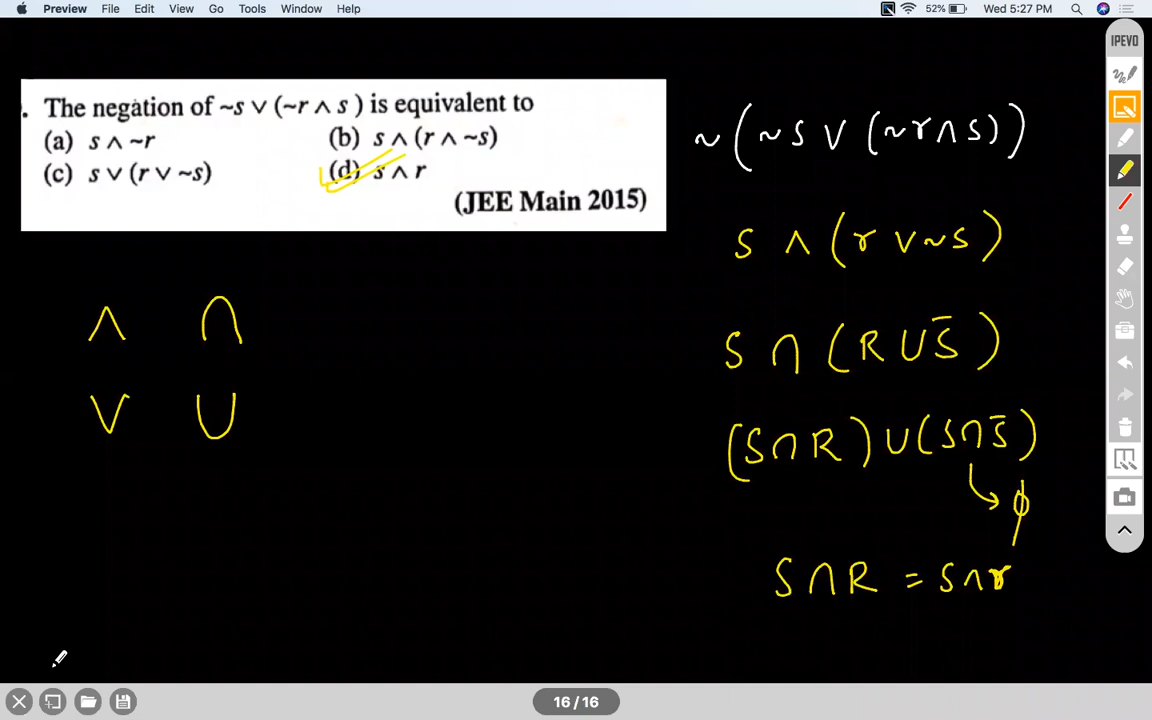 Preview File Edit View Go Tools Window Help 52% Wed 5:27 PM
IPEVO
. The negation of ~s ∨ (~r ∧ s ) is equivalent to
(a) s ∧ ~r (b) s ∧ (r ∧ ~s)
(c) s ∨ (r ∨ ~s) (d) s ∧ r
(JEE Main 2015)
~(~s ∨ (~r ∧ s))
s ∧ (r ∨ ~s)
S ∩ (R ∪ S̅)
(S ∩ R) ∪ (S ∩ S̅)
→ ϕ
S ∩ R = s ∧ r
∧ ∩
∨ ∪
16 / 16